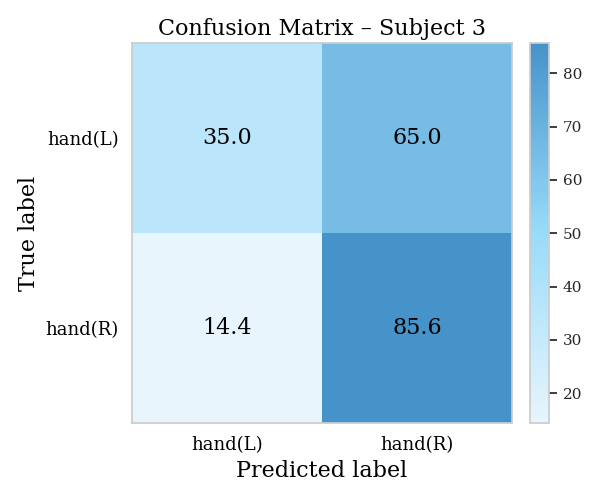 Confusion Matrix – Subject 3
True label
hand(L)
35.0
65.0
hand(R)
14.4
85.6
hand(L)
hand(R)
Predicted label
80
70
60
50
40
30
20